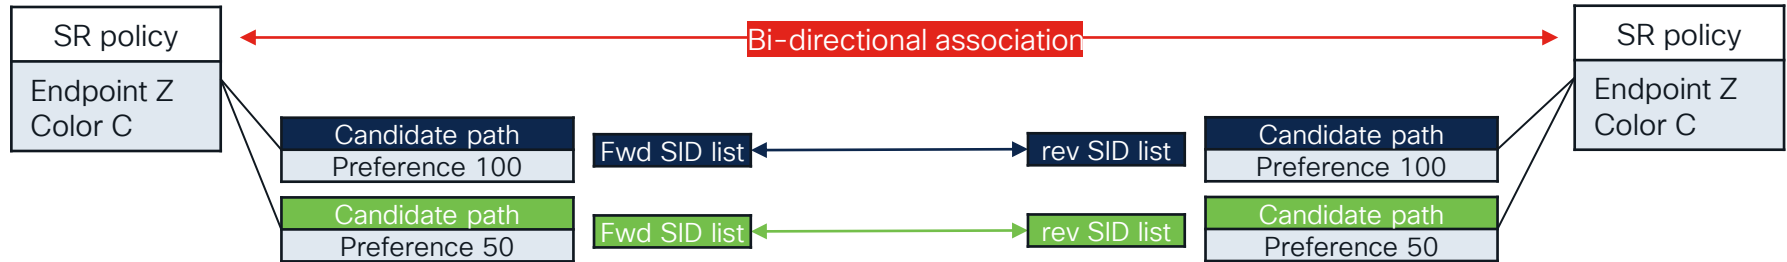 SR policy
Endpoint Z
Color C
Bi-directional association
SR policy
Endpoint Z
Color C
Candidate path
Preference 100
Fwd SID list
rev SID list
Candidate path
Preference 100
Candidate path
Preference 50
Fwd SID list
rev SID list
Candidate path
Preference 50